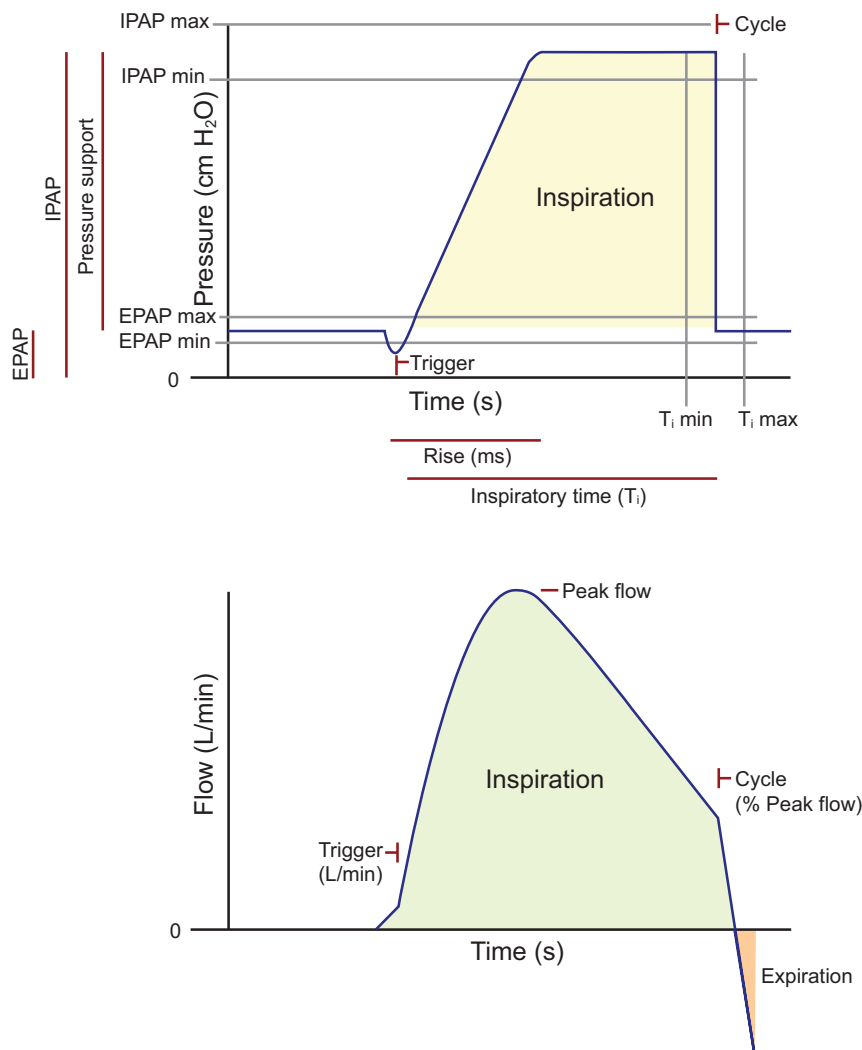 IPAP max
Cycle
IPAP min
Pressure (cm H₂O)
IPAP
Pressure support
Inspiration
EPAP max
EPAP min
EPAP
Trigger
0
Time (s)
Tᵢ min
Tᵢ max
Rise (ms)
Inspiratory time (Tᵢ)
Peak flow
Flow (L/min)
Inspiration
Cycle
(% Peak flow)
Trigger
(L/min)
0
Time (s)
Expiration